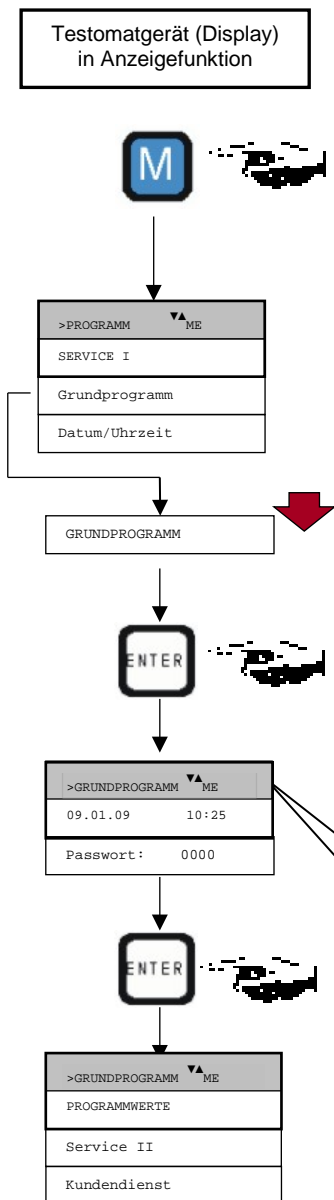 Testomatgerät (Display)
in Anzeigefunktion
M
>PROGRAMM ▼▲ME
SERVICE I
Grundprogramm
Datum/Uhrzeit
GRUNDPROGRAMM
ENTER
>GRUNDPROGRAMM ▼▲ME
09.01.09 10:25
Passwort: 0000
ENTER
>GRUNDPROGRAMM ▼▲ME
PROGRAMMWERTE
Service II
Kundendienst